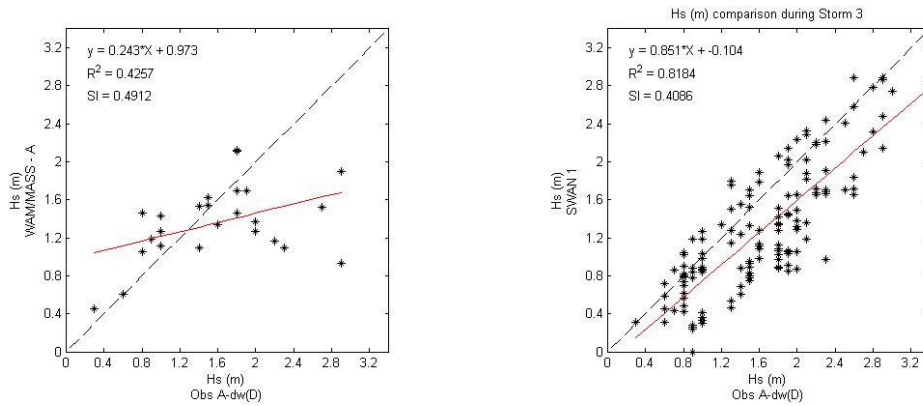 y = 0.243*X + 0.973
R² = 0.4257
SI = 0.4912
3.2
2.8
2.4
2
1.6
1.2
0.8
0.4
0
Hs (m)
WAM/MASS - A
0 0.4 0.8 1.2 1.6 2 2.4 2.8 3.2
Hs (m)
Obs A-dw(D)
Hs (m) comparison during Storm 3
y = 0.851*X + -0.104
R² = 0.8184
SI = 0.4086
3.2
2.8
2.4
2
1.6
1.2
0.8
0.4
0
Hs (m)
SWAN 1
0 0.4 0.8 1.2 1.6 2 2.4 2.8 3.2
Hs (m)
Obs A-dw(D)